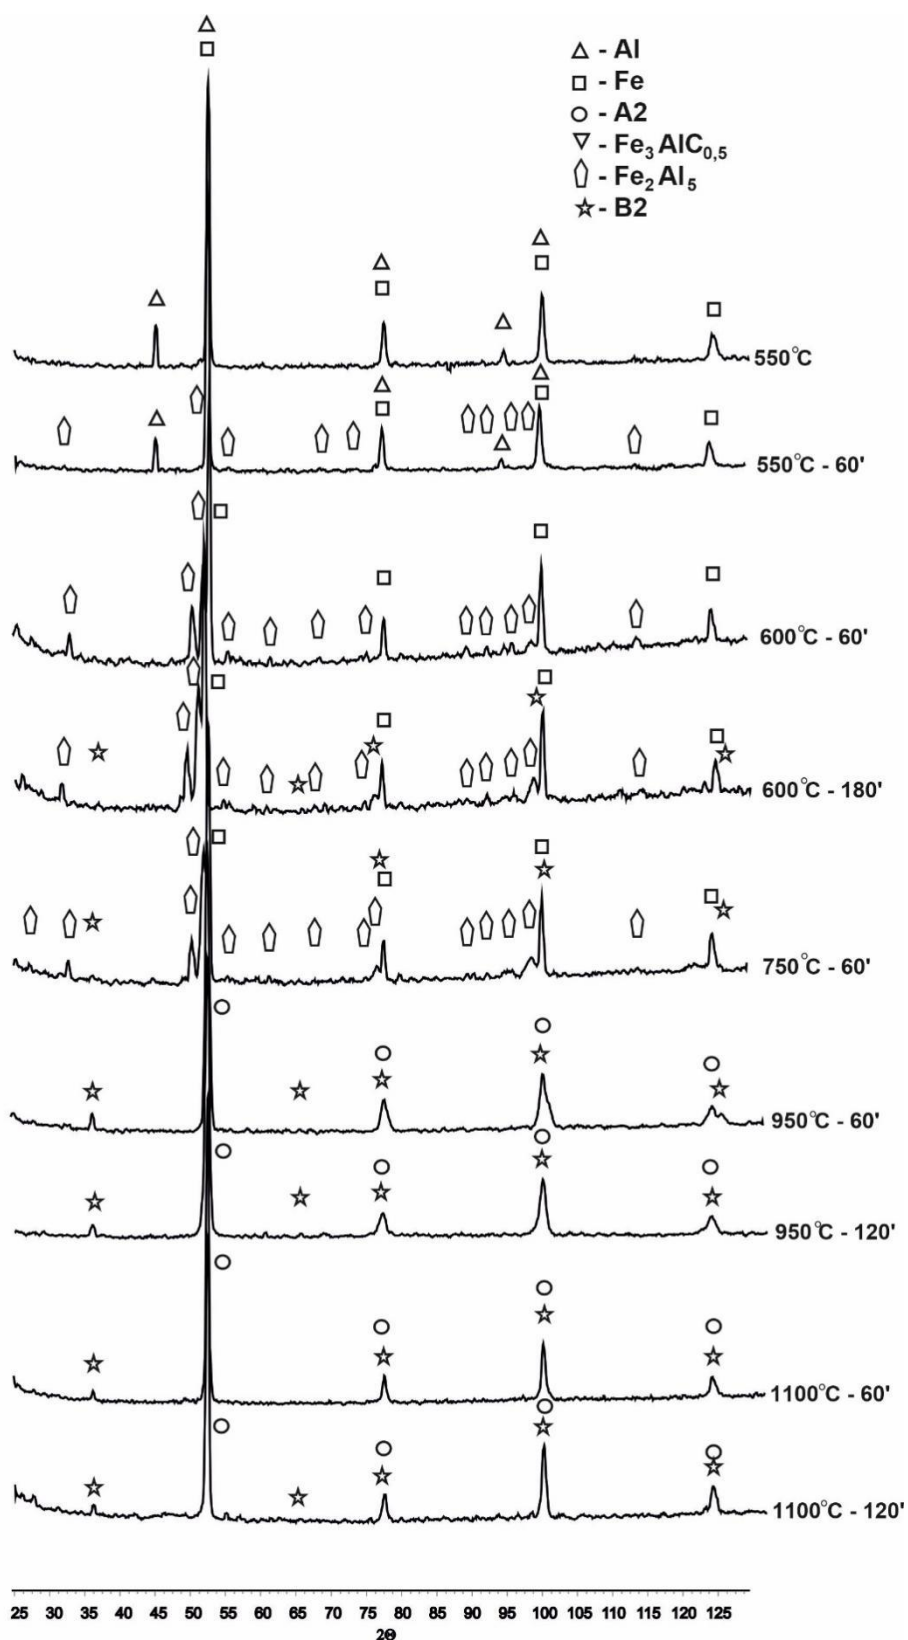 - Al
- Fe
- A2
- Fe₃AlC₀,₅
- Fe₂Al₅
- B2
550°C
550°C - 60'
600°C - 60'
600°C - 180'
750°C - 60'
950°C - 60'
950°C - 120'
1100°C - 60'
1100°C - 120'
25 30 35 40 45 50 55 60 65 70 75 80 85 90 95 100 105 110 115 120 125
2Θ